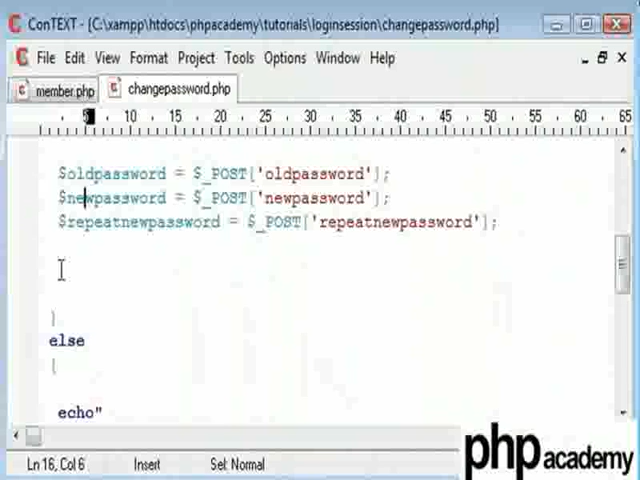 ConTEXT - [C:\xampp\htdocs\phpacademy\tutorials\loginsession\changepassword.php]
File Edit View Format Project Tools Options Window Help
member.php changepassword.php
5 10 15 20 25 30 35 40 45 50 55 60 65
$oldpassword = $_POST['oldpassword'];
$newpassword = $_POST['newpassword'];
$repeatnewpassword = $_POST['repeatnewpassword'];
}
else
{
echo"
Ln 16, Col 6 Insert Sel: Normal
php academy